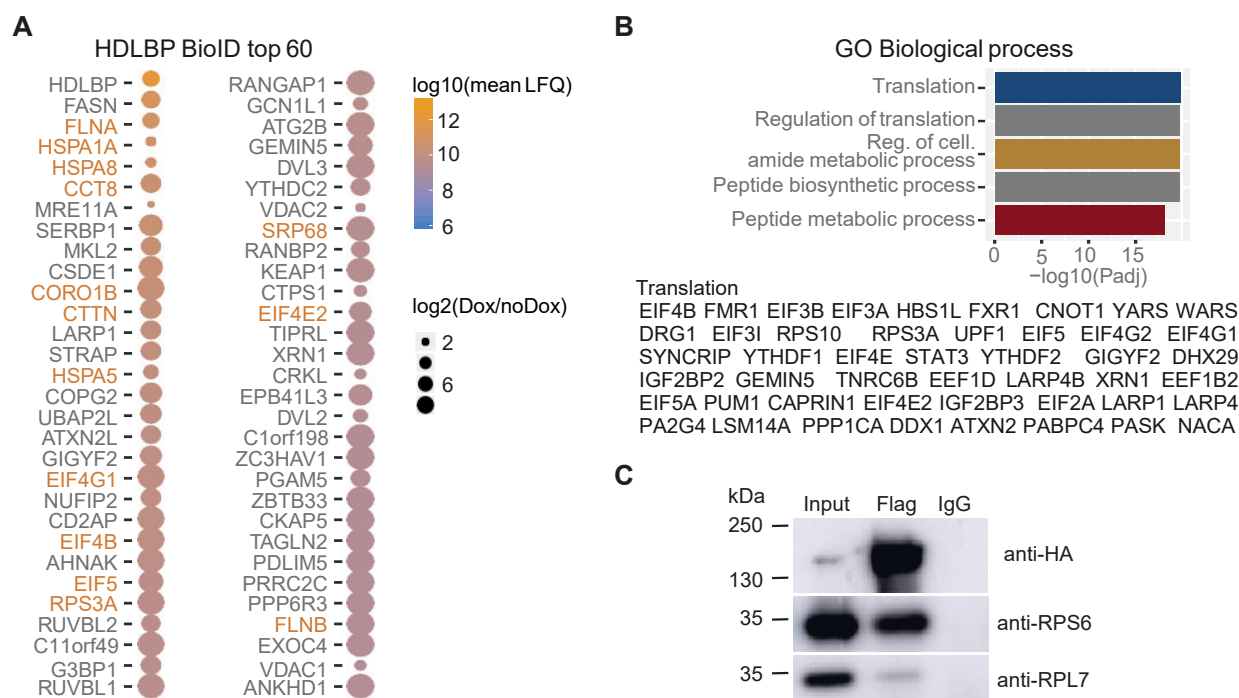 A
HDLBP BioID top 60
HDLBP
FASN
FLNA
HSPA1A
HSPA8
CCT8
MRE11A
SERBP1
MKL2
CSDE1
CORO1B
CTTN
LARP1
STRAP
HSPA5
COPG2
UBAP2L
ATXN2L
GIGYF2
EIF4G1
NUFIP2
CD2AP
EIF4B
AHNAK
EIF5
RPS3A
RUVBL2
C11orf49
G3BP1
RUVBL1
RANGAP1
GCN1L1
ATG2B
GEMIN5
DVL3
YTHDC2
VDAC2
SRP68
RANBP2
KEAP1
CTPS1
EIF4E2
TIPRL
XRN1
CRKL
EPB41L3
DVL2
C1orf198
ZC3HAV1
PGAM5
ZBTB33
CKAP5
TAGLN2
PDLIM5
PRRC2C
PPP6R3
FLNB
EXOC4
VDAC1
ANKHD1
log10(mean LFQ)
12
10
8
6
log2(Dox/noDox)
2
6
B
GO Biological process
Translation
Regulation of translation
Reg. of cell.
amide metabolic process
Peptide biosynthetic process
Peptide metabolic process
0 5 10 15
−log10(Padj)
Translation
EIF4B FMR1 EIF3B EIF3A HBS1L FXR1 CNOT1 YARS WARS
DRG1 EIF3I RPS10 RPS3A UPF1 EIF5 EIF4G2 EIF4G1
SYNCRIP YTHDF1 EIF4E STAT3 YTHDF2 GIGYF2 DHX29
IGF2BP2 GEMIN5 TNRC6B EEF1D LARP4B XRN1 EEF1B2
EIF5A PUM1 CAPRIN1 EIF4E2 IGF2BP3 EIF2A LARP1 LARP4
PA2G4 LSM14A PPP1CA DDX1 ATXN2 PABPC4 PASK NACA
C
kDa Input Flag IgG
250
130
anti-HA
35
anti-RPS6
35
anti-RPL7